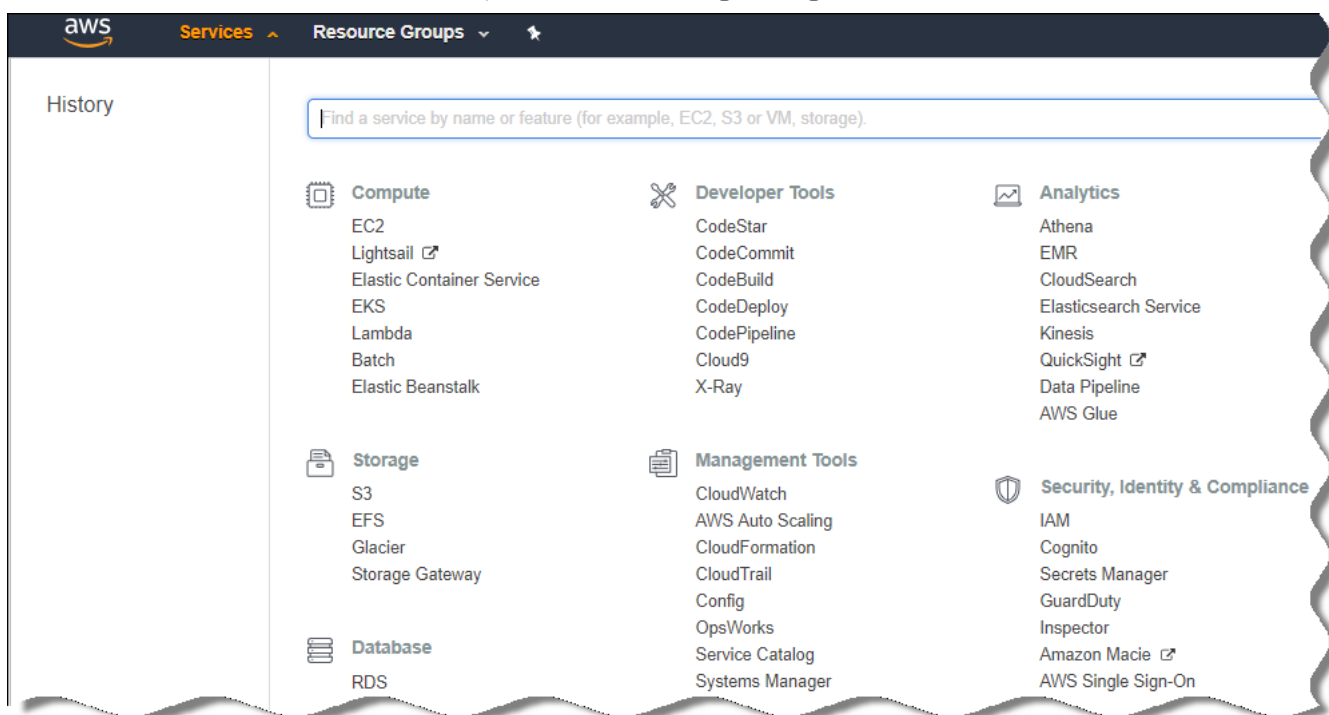 aws Services Resource Groups
History
Find a service by name or feature (for example, EC2, S3 or VM, storage).
Compute
EC2
Lightsail
Elastic Container Service
EKS
Lambda
Batch
Elastic Beanstalk
Storage
S3
EFS
Glacier
Storage Gateway
Database
RDS
Developer Tools
CodeStar
CodeCommit
CodeBuild
CodeDeploy
CodePipeline
Cloud9
X-Ray
Management Tools
CloudWatch
AWS Auto Scaling
CloudFormation
CloudTrail
Config
OpsWorks
Service Catalog
Systems Manager
Analytics
Athena
EMR
CloudSearch
Elasticsearch Service
Kinesis
QuickSight
Data Pipeline
AWS Glue
Security, Identity & Compliance
IAM
Cognito
Secrets Manager
GuardDuty
Inspector
Amazon Macie
AWS Single Sign-On